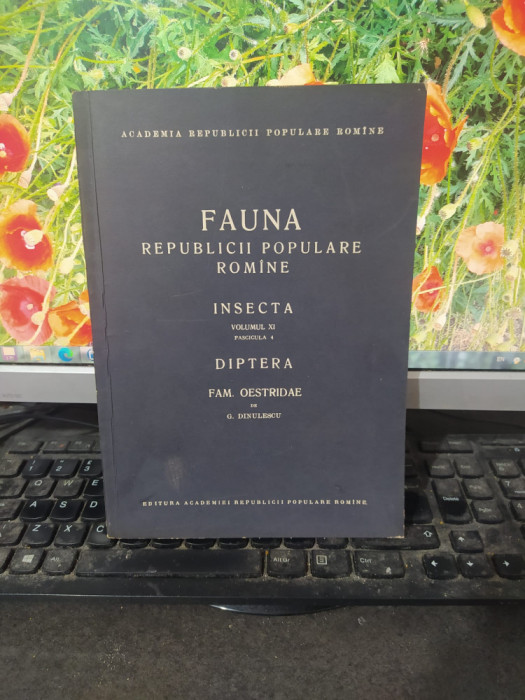 ACADEMIA REPUBLICII POPULARE ROMÎNE
FAUNA
REPUBLICII POPULARE
ROMÎNE
INSECTA
VOLUMUL XI
FASCICULA 4
DIPTERA
FAM. OESTRIDAE
DE
G. DINULESCU
EDITURA ACADEMIEI REPUBLICII POPULARE ROMÎNE